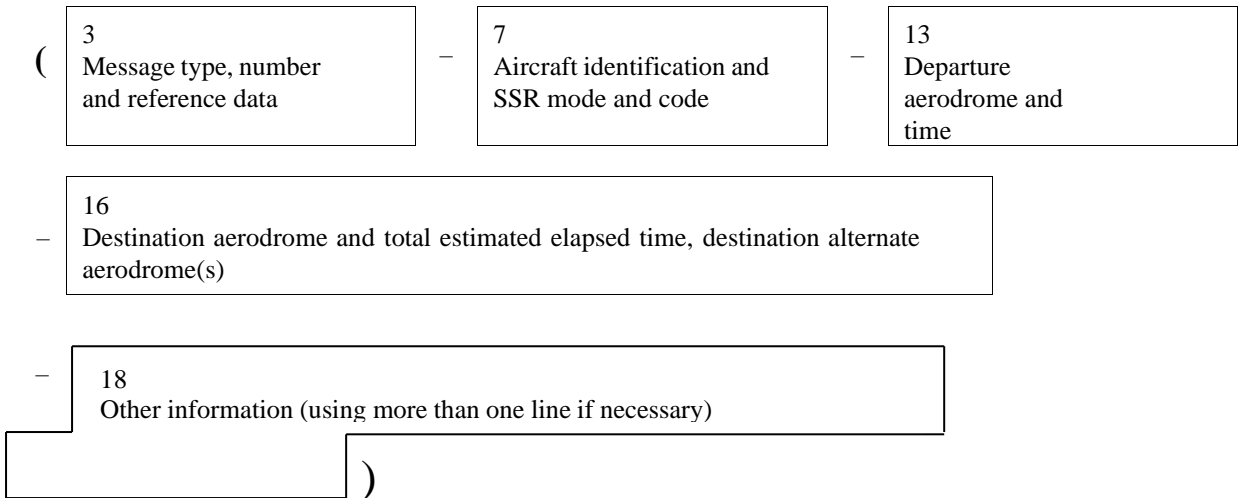 ( 3 – 7 – 13
Message type, number Aircraft identification and Departure
and reference data SSR mode and code aerodrome and
time
16
– Destination aerodrome and total estimated elapsed time, destination alternate
aerodrome(s)
– 18
Other information (using more than one line if necessary)
)